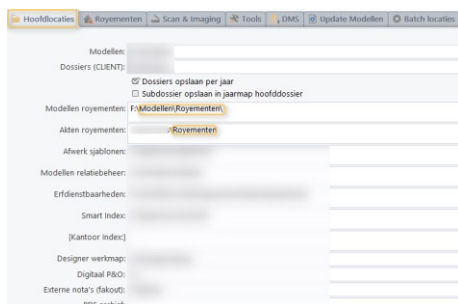 Hoofdlocaties Royementen Scan & Imaging Tools DMS Update Modellen Batch locaties
Modellen:
Dossiers (CLIENT):
Dossiers opslaan per jaar
Subdossier opslaan in jaarmap hoofddossier
Modellen royementen: F:\Modellen\Royementen\
Akten royementen: \Royementen
Afwerk sjablonen:
Modellen relatiebeheer:
Erfdienstbaarheden:
Smart Index:
[Kantoor Index:]
Designer werkmap:
Digitaal P&O:
Externe nota's (fakout):